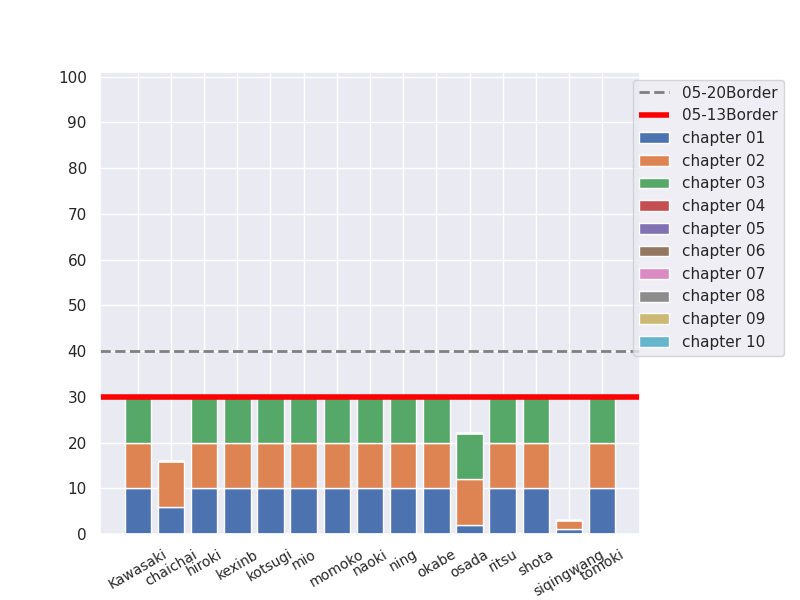 100
90
80
70
60
50
40
30
20
10
0
05-20Border
05-13Border
chapter 01
chapter 02
chapter 03
chapter 04
chapter 05
chapter 06
chapter 07
chapter 08
chapter 09
chapter 10
Kawasaki
chaichai
hiroki
kexinb
kotsugi
mio
momoko
naoki
ning
okabe
osada
ritsu
shota
siqingwang
tomoki